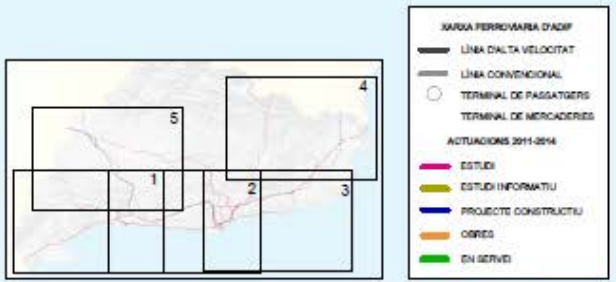 4
5
1
2
3
XARXA FERROVIARIA D'ADIF
LÍNIA D'ALTA VELOCITAT
LÍNIA CONVENCIONAL
TERMINAL DE PASSATGERS
TERMINAL DE MERCADERIES
ACTUACIONS 2011-2014
ESTUDI
ESTUDI INFORMATIU
PROJECTE CONSTRUCTIU
OBRES
EN SERVEI